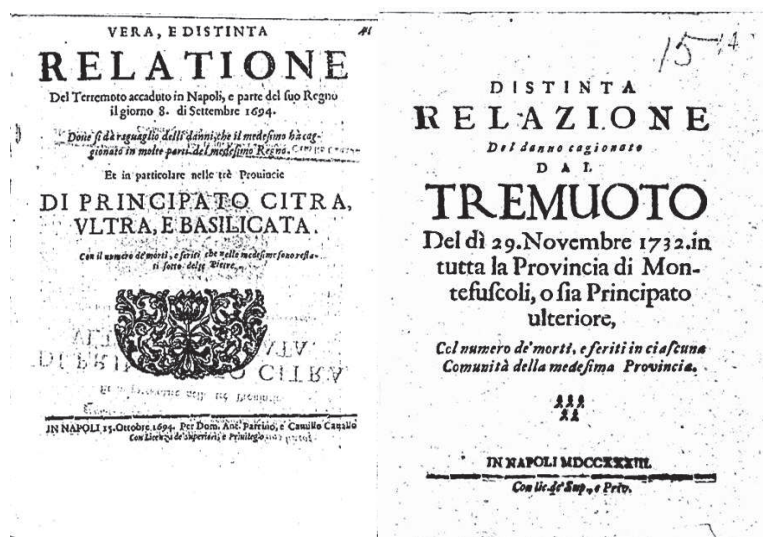 VERA, E DISTINTA
RELATIONE
Del Terremoto accaduto in Napoli, e parte del ſuo Regno
il giorno 8. di Settembre 1694.
Doue ſi dà raguaglio delli danni, che il medeſimo hà cag-
gionato in molte parti del medeſimo Regno.
Et in particolare nelle trè Prouincie
DI PRINCIPATO CITRA,
VLTRA, E BASILICATA.
Con il numero de'morti, e feriti che nelle medeſime ſono reſta-
ti ſotto delle Pietre.
IN NAPOLI 15. Ottobre 1694. Per Dom. Ant. Parrino, e Camillo Cauallo
Con Licenza de'Superiori, e Priuilegio
15 14
DISTINTA
RELAZIONE
Del danno cagionato
DAL
TREMUOTO
Del dì 29. Novembre 1732. in
tutta la Provincia di Mon-
tefuſcoli, o ſia Principato
ulteriore,
Col numero de'morti, e feriti in ciaſcuna
Comunità della medeſima Provincia.
IN NAPOLI MDCCXXXIII.
Con lic. de' Sup., e Priv.